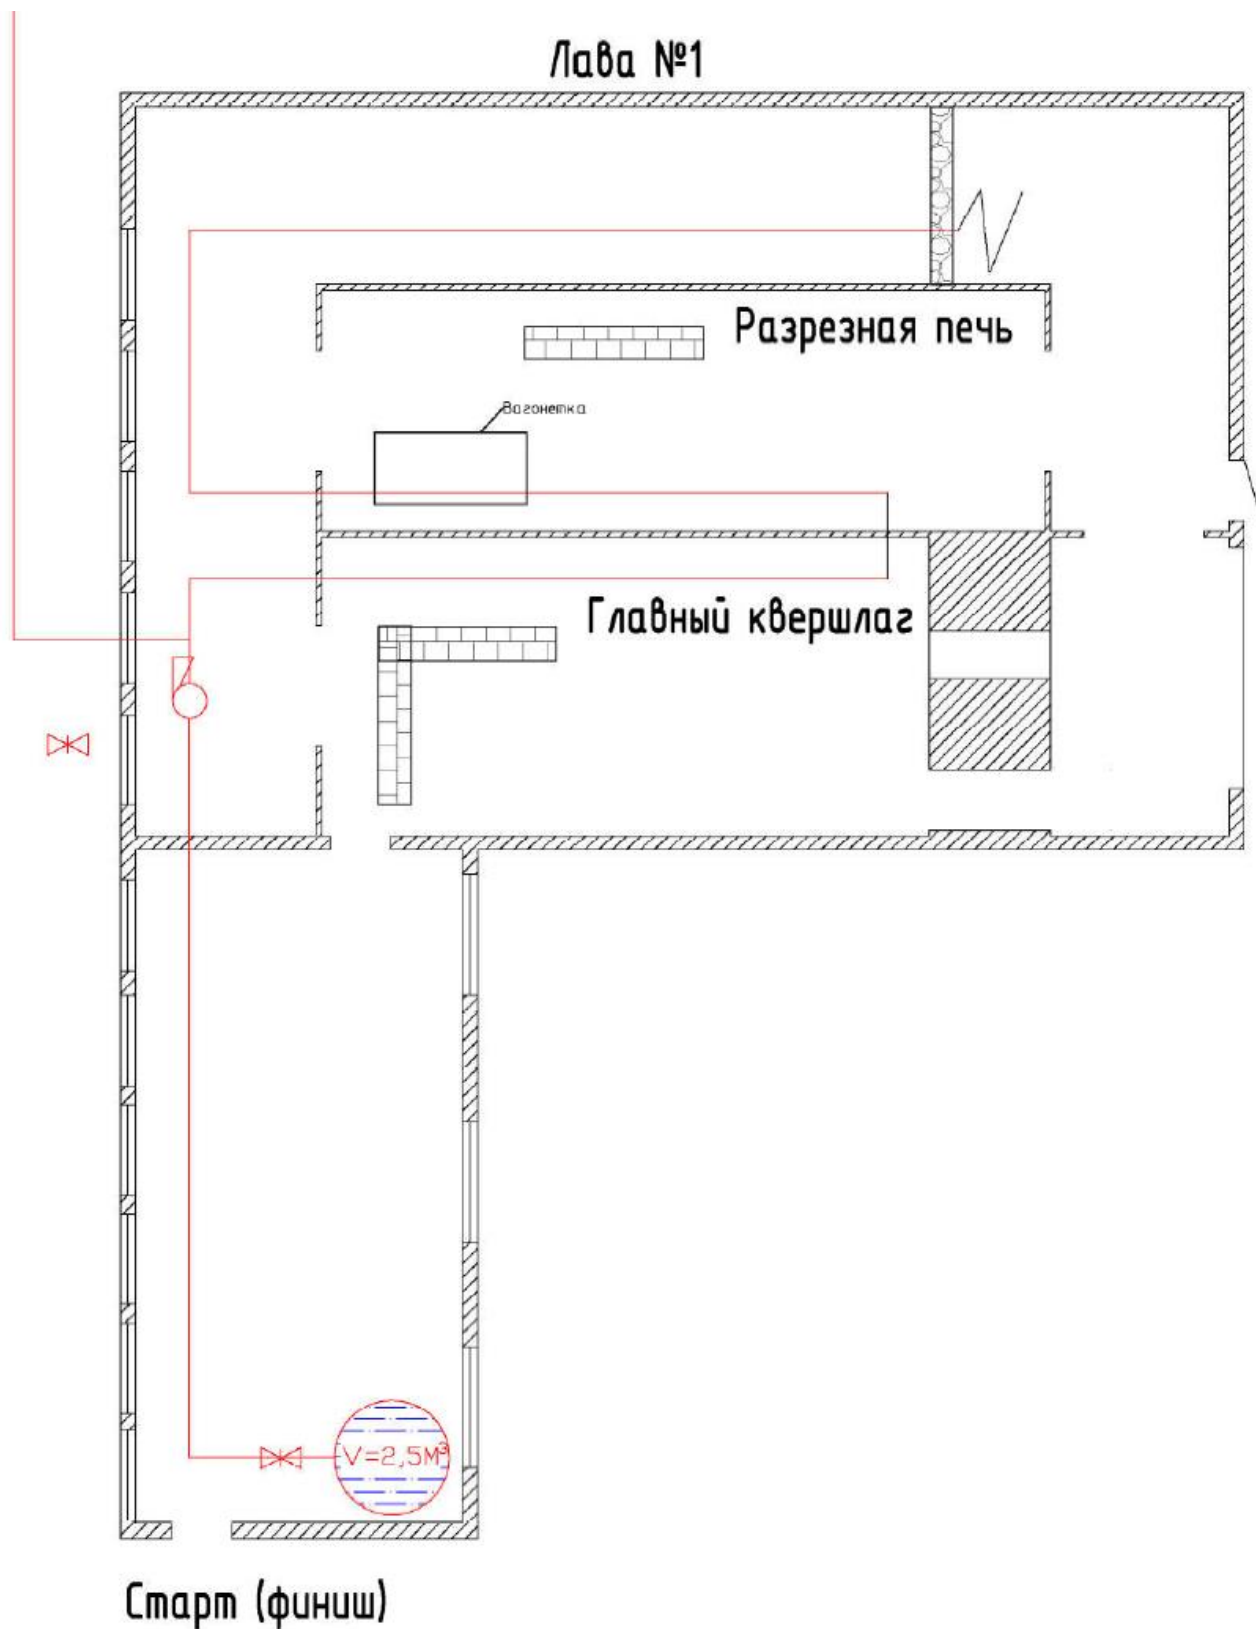 Лава №1
Разрезная печь
Вагонетка
Главный квершлаг
V=2,5М³
Старт (финиш)